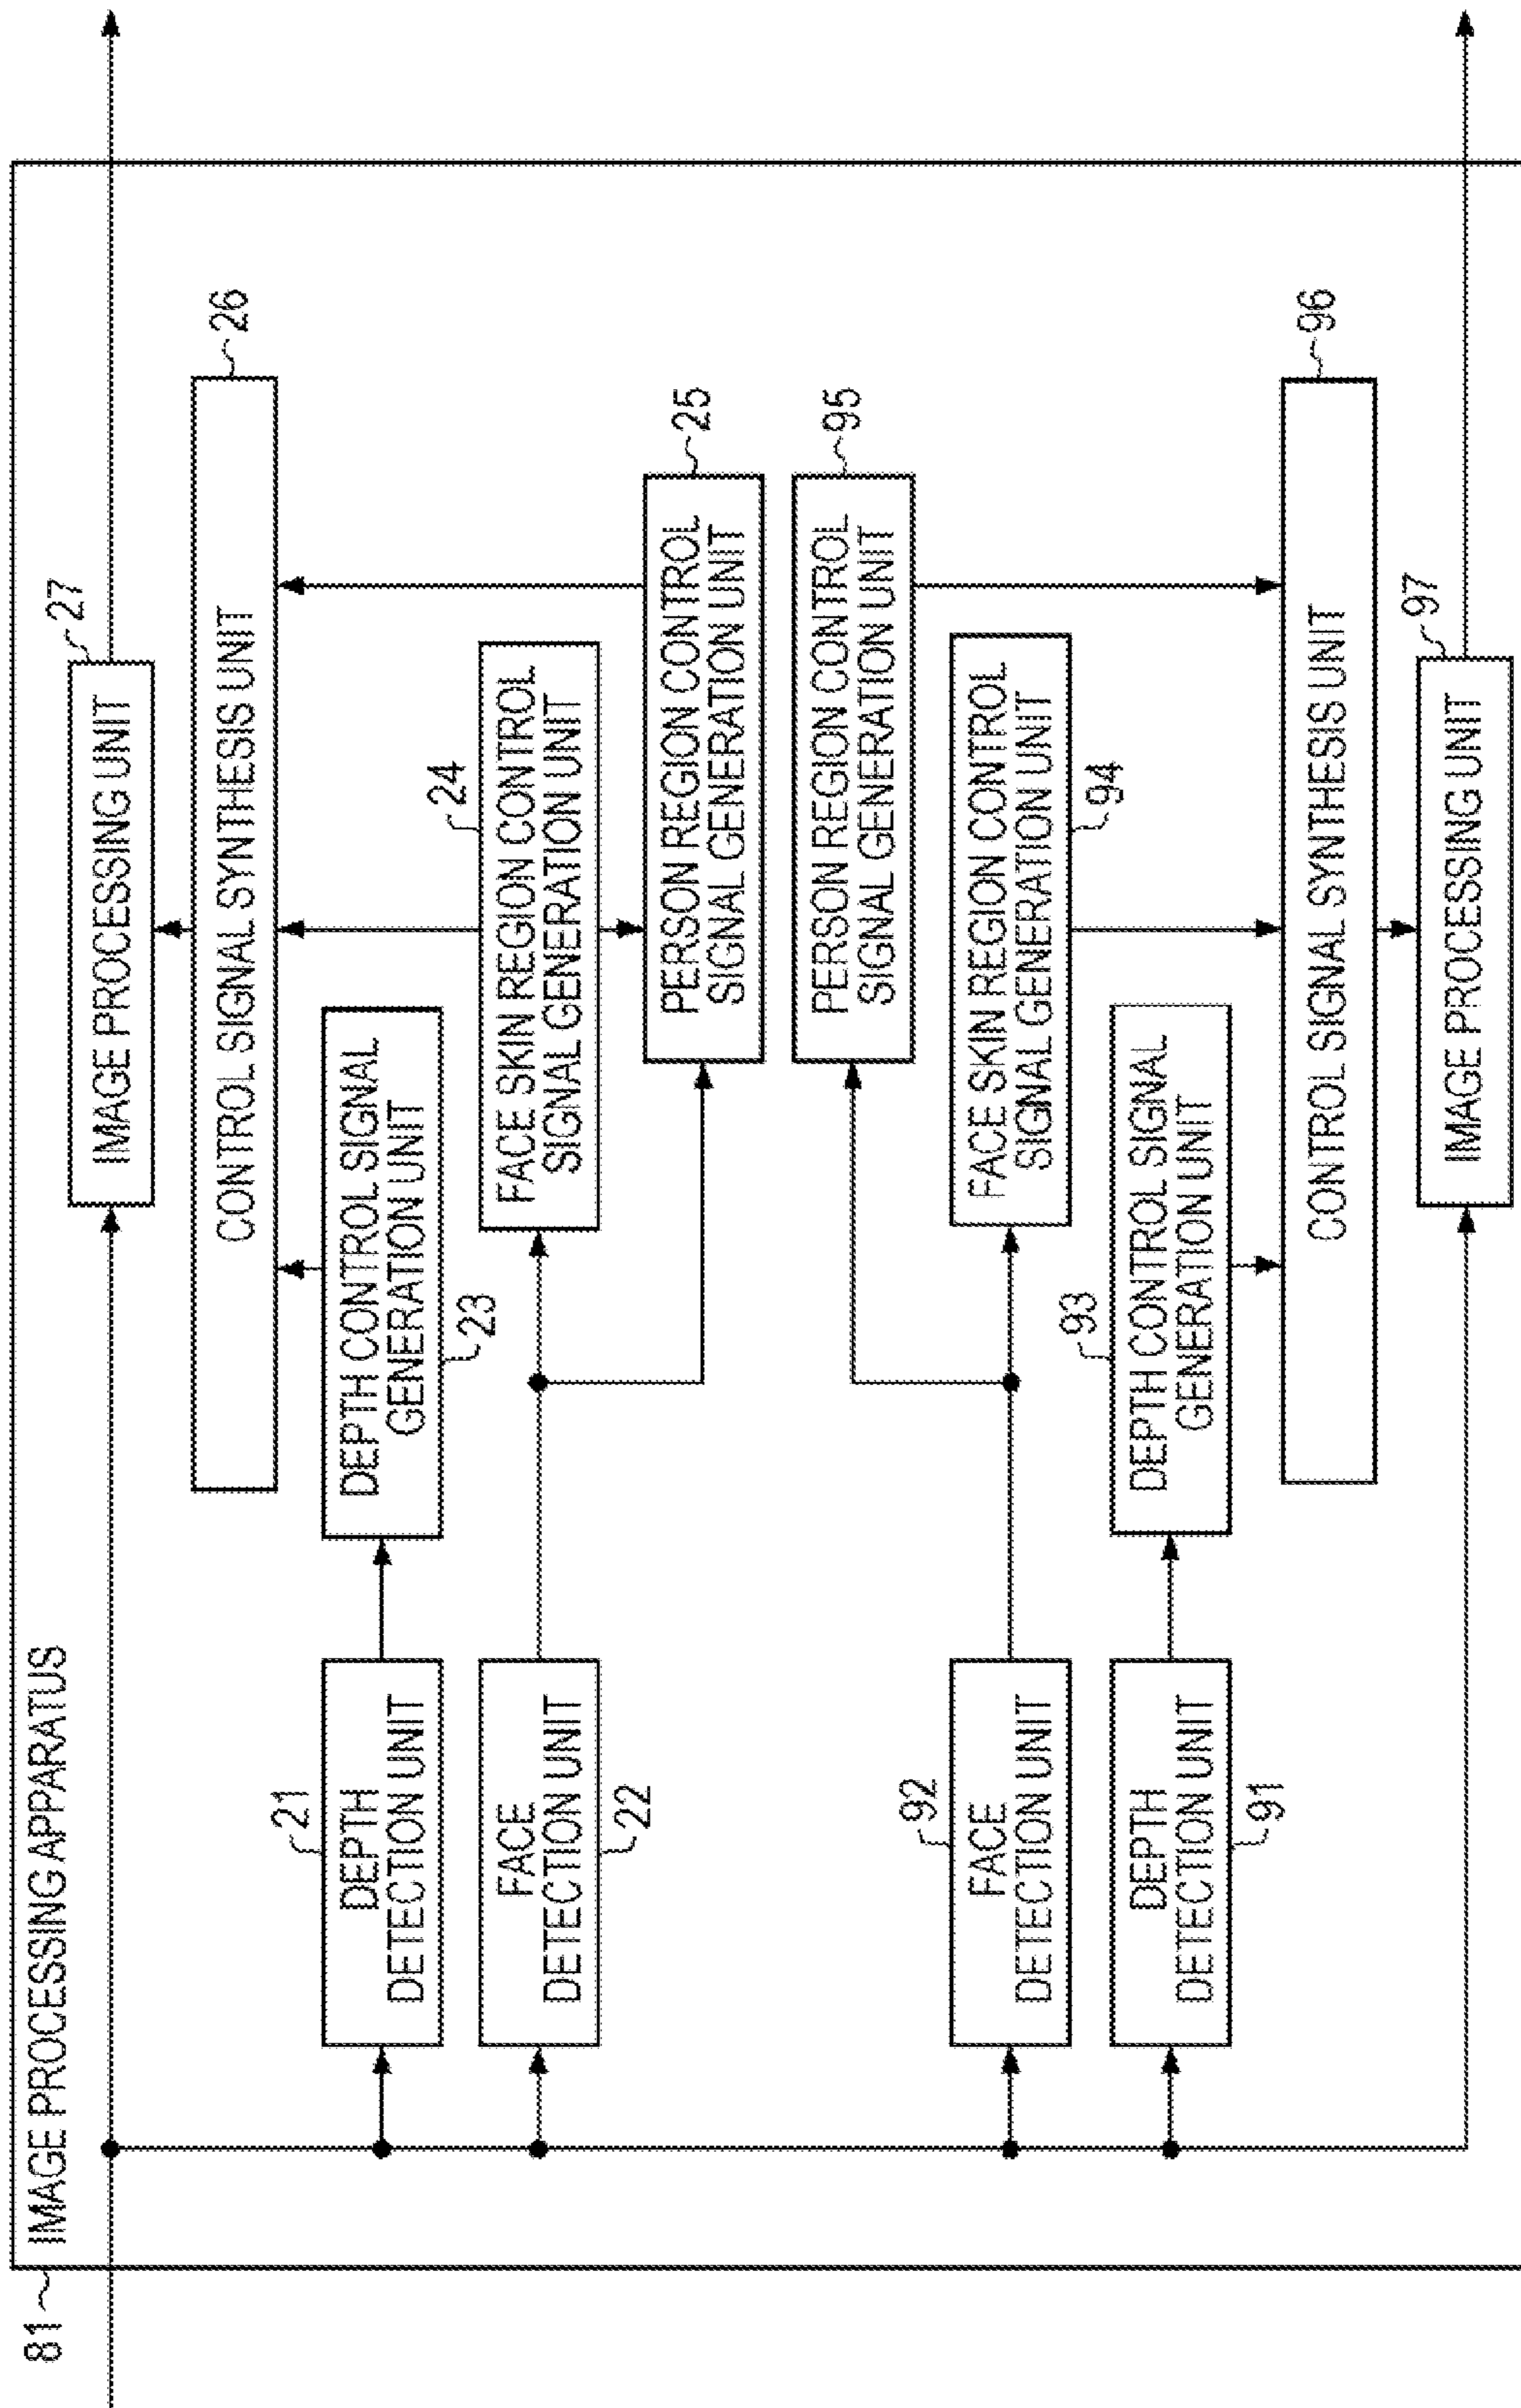 81 IMAGE PROCESSING APPARATUS
27
IMAGE PROCESSING UNIT
26
CONTROL SIGNAL SYNTHESIS UNIT
21
DEPTH
DETECTION UNIT
DEPTH CONTROL SIGNAL
GENERATION UNIT
23
24
FACE
DETECTION UNIT
22
FACE SKIN REGION CONTROL
SIGNAL GENERATION UNIT
25
PERSON REGION CONTROL
SIGNAL GENERATION UNIT
95
PERSON REGION CONTROL
SIGNAL GENERATION UNIT
92
FACE
DETECTION UNIT
FACE SKIN REGION CONTROL
SIGNAL GENERATION UNIT
94
93
DEPTH
DETECTION UNIT
91
DEPTH CONTROL SIGNAL
GENERATION UNIT
96
CONTROL SIGNAL SYNTHESIS UNIT
97
IMAGE PROCESSING UNIT